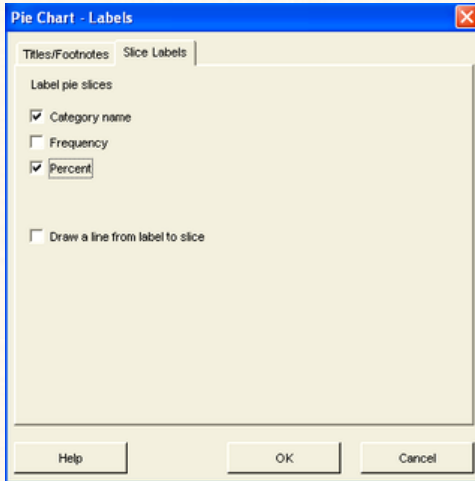 Pie Chart - Labels
Titles/Footnotes Slice Labels
Label pie slices
Category name
Frequency
Percent
Draw a line from label to slice
Help OK Cancel